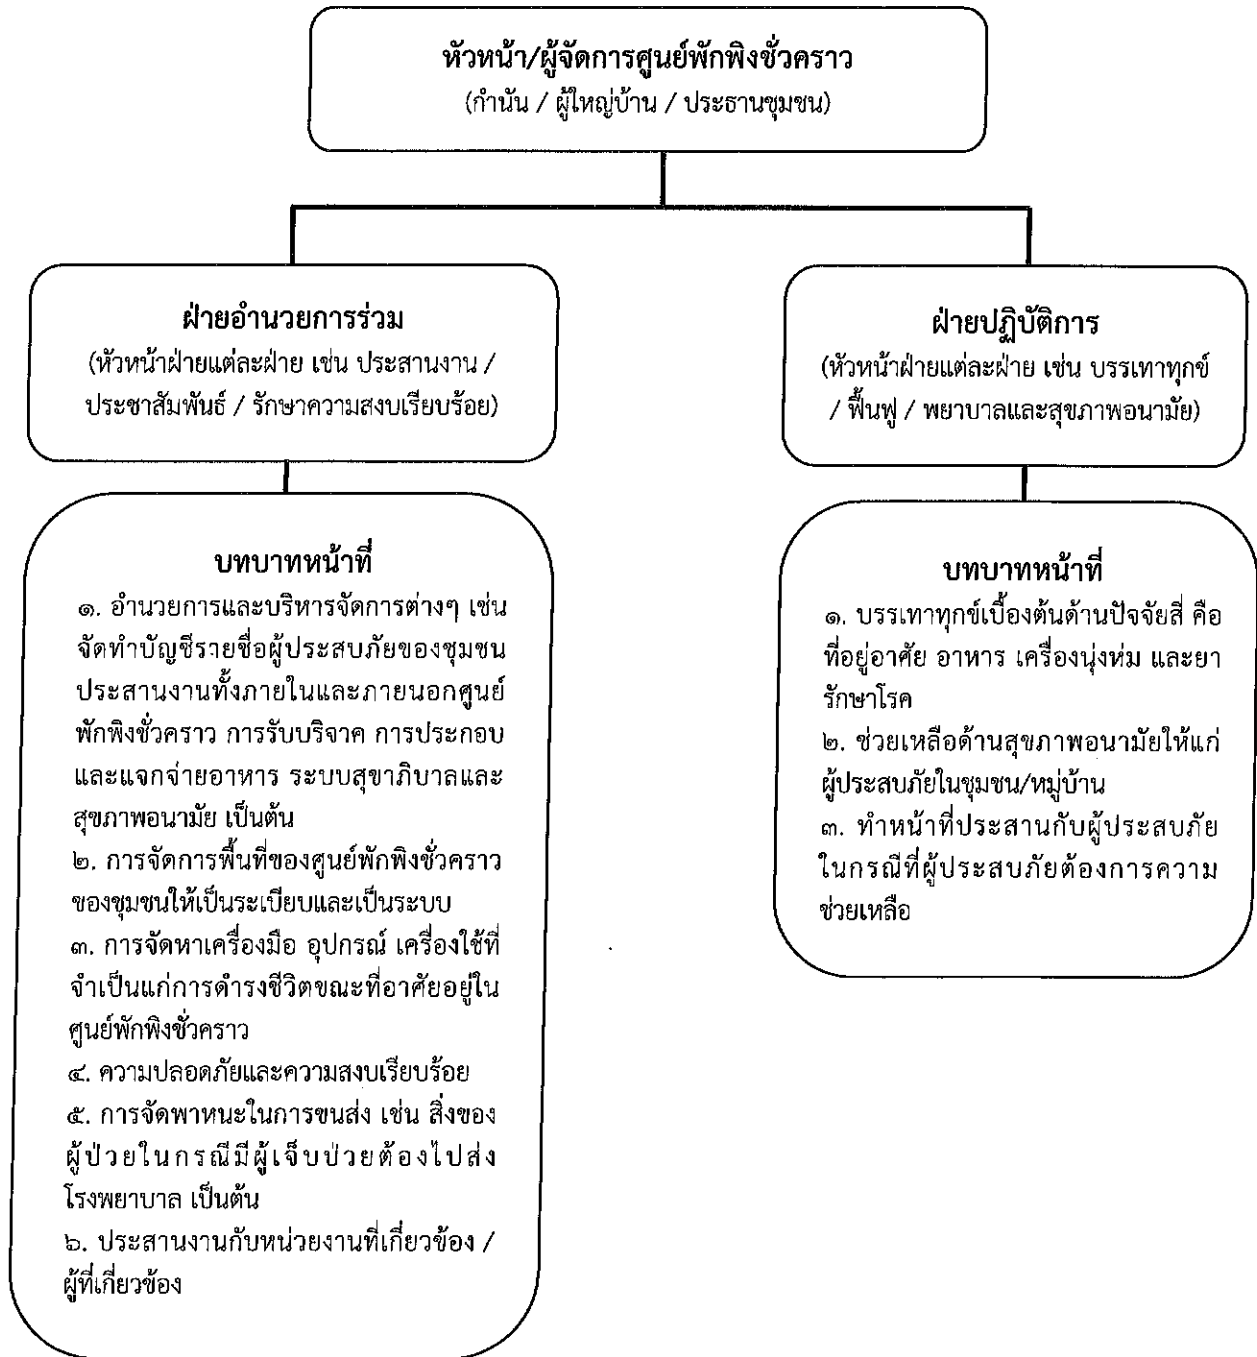 หัวหน้า/ผู้จัดการศูนย์พักพิงชั่วคราว
(กำนัน / ผู้ใหญ่บ้าน / ประธานชุมชน)
ฝ่ายอำนวยการร่วม
(หัวหน้าฝ่ายแต่ละฝ่าย เช่น ประสานงาน /
ประชาสัมพันธ์ / รักษาความสงบเรียบร้อย)
ฝ่ายปฏิบัติการ
(หัวหน้าฝ่ายแต่ละฝ่าย เช่น บรรเทาทุกข์
/ ฟื้นฟู / พยาบาลและสุขภาพอนามัย)
บทบาทหน้าที่
๑. อำนวยการและบริหารจัดการต่างๆ เช่น
จัดทำบัญชีรายชื่อผู้ประสบภัยของชุมชน
ประสานงานทั้งภายในและภายนอกศูนย์
พักพิงชั่วคราว การรับบริจาค การประกอบ
และแจกจ่ายอาหาร ระบบสุขาภิบาลและ
สุขภาพอนามัย เป็นต้น
๒. การจัดการพื้นที่ของศูนย์พักพิงชั่วคราว
ของชุมชนให้เป็นระเบียบและเป็นระบบ
๓. การจัดหาเครื่องมือ อุปกรณ์ เครื่องใช้ที่
จำเป็นแก่การดำรงชีวิตขณะที่อาศัยอยู่ใน
ศูนย์พักพิงชั่วคราว
๔. ความปลอดภัยและความสงบเรียบร้อย
๕. การจัดพาหนะในการขนส่ง เช่น สิ่งของ
ผู้ป่วยในกรณีมีผู้เจ็บป่วยต้องไปส่ง
โรงพยาบาล เป็นต้น
๖. ประสานงานกับหน่วยงานที่เกี่ยวข้อง /
ผู้ที่เกี่ยวข้อง
บทบาทหน้าที่
๑. บรรเทาทุกข์เบื้องต้นด้านปัจจัยสี่ คือ
ที่อยู่อาศัย อาหาร เครื่องนุ่งห่ม และยา
รักษาโรค
๒. ช่วยเหลือด้านสุขภาพอนามัยให้แก่
ผู้ประสบภัยในชุมชน/หมู่บ้าน
๓. ทำหน้าที่ประสานกับผู้ประสบภัย
ในกรณีที่ผู้ประสบภัยต้องการความ
ช่วยเหลือ